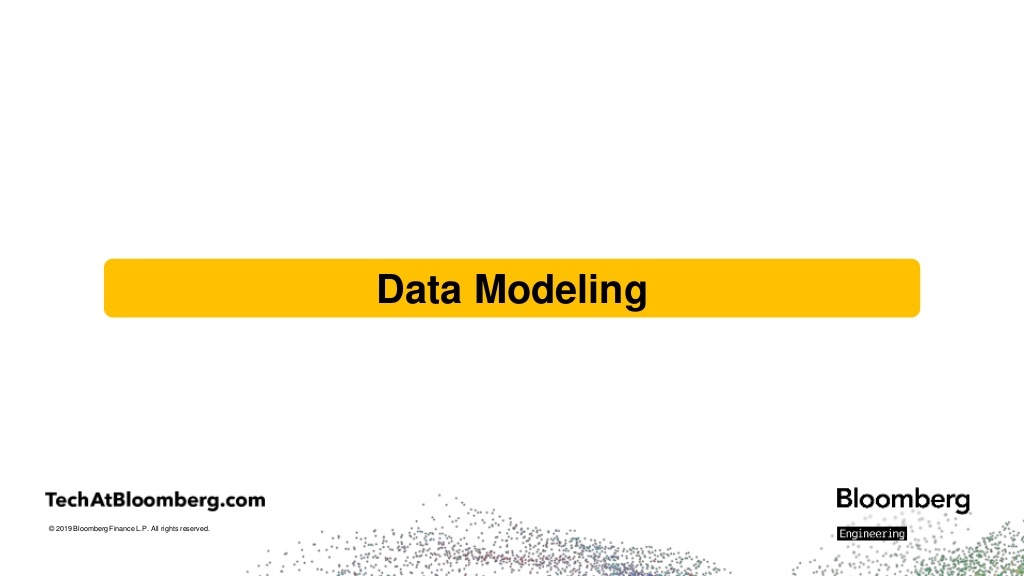 Data Modeling
TechAtBloomberg.com
© 2019 Bloomberg Finance L.P. All rights reserved.
Bloomberg
Engineering